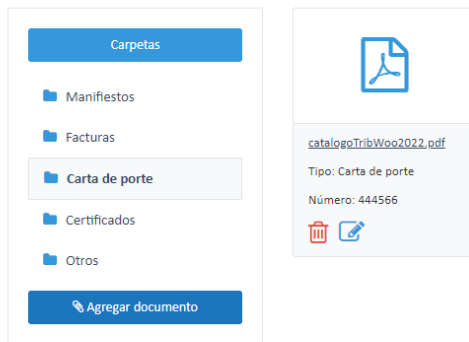 Carpetas
Manifiestos
Facturas
Carta de porte
Certificados
Otros
Agregar documento
catalogoTribWoo2022.pdf
Tipo: Carta de porte
Número: 444566